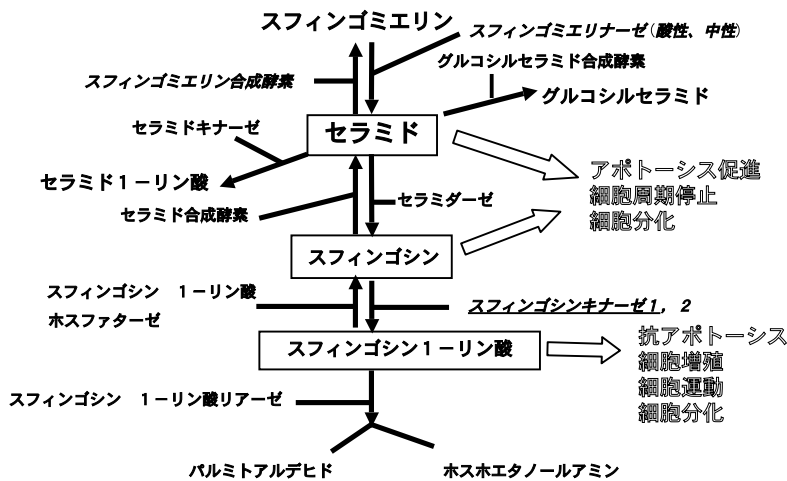 スフィンゴミエリン
スフィンゴミエリナーゼ(酸性、中性)
グルコシルセラミド合成酵素
スフィンゴミエリン合成酵素
グルコシルセラミド
セラミドキナーゼ
セラミド
アポトーシス促進
細胞周期停止
細胞分化
セラミド1－リン酸
セラミド合成酵素
セラミダーゼ
スフィンゴシン
スフィンゴシン　1－リン酸
ホスファターゼ
スフィンゴシンキナーゼ1，2
スフィンゴシン1－リン酸
抗アポトーシス
細胞増殖
細胞運動
細胞分化
スフィンゴシン　1－リン酸リアーゼ
パルミトアルデヒド
ホスホエタノールアミン